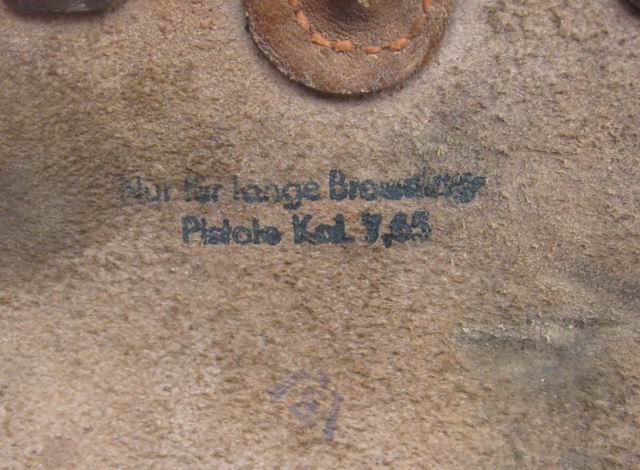 Nur für lange Browning
Pistole Kal. 7,65